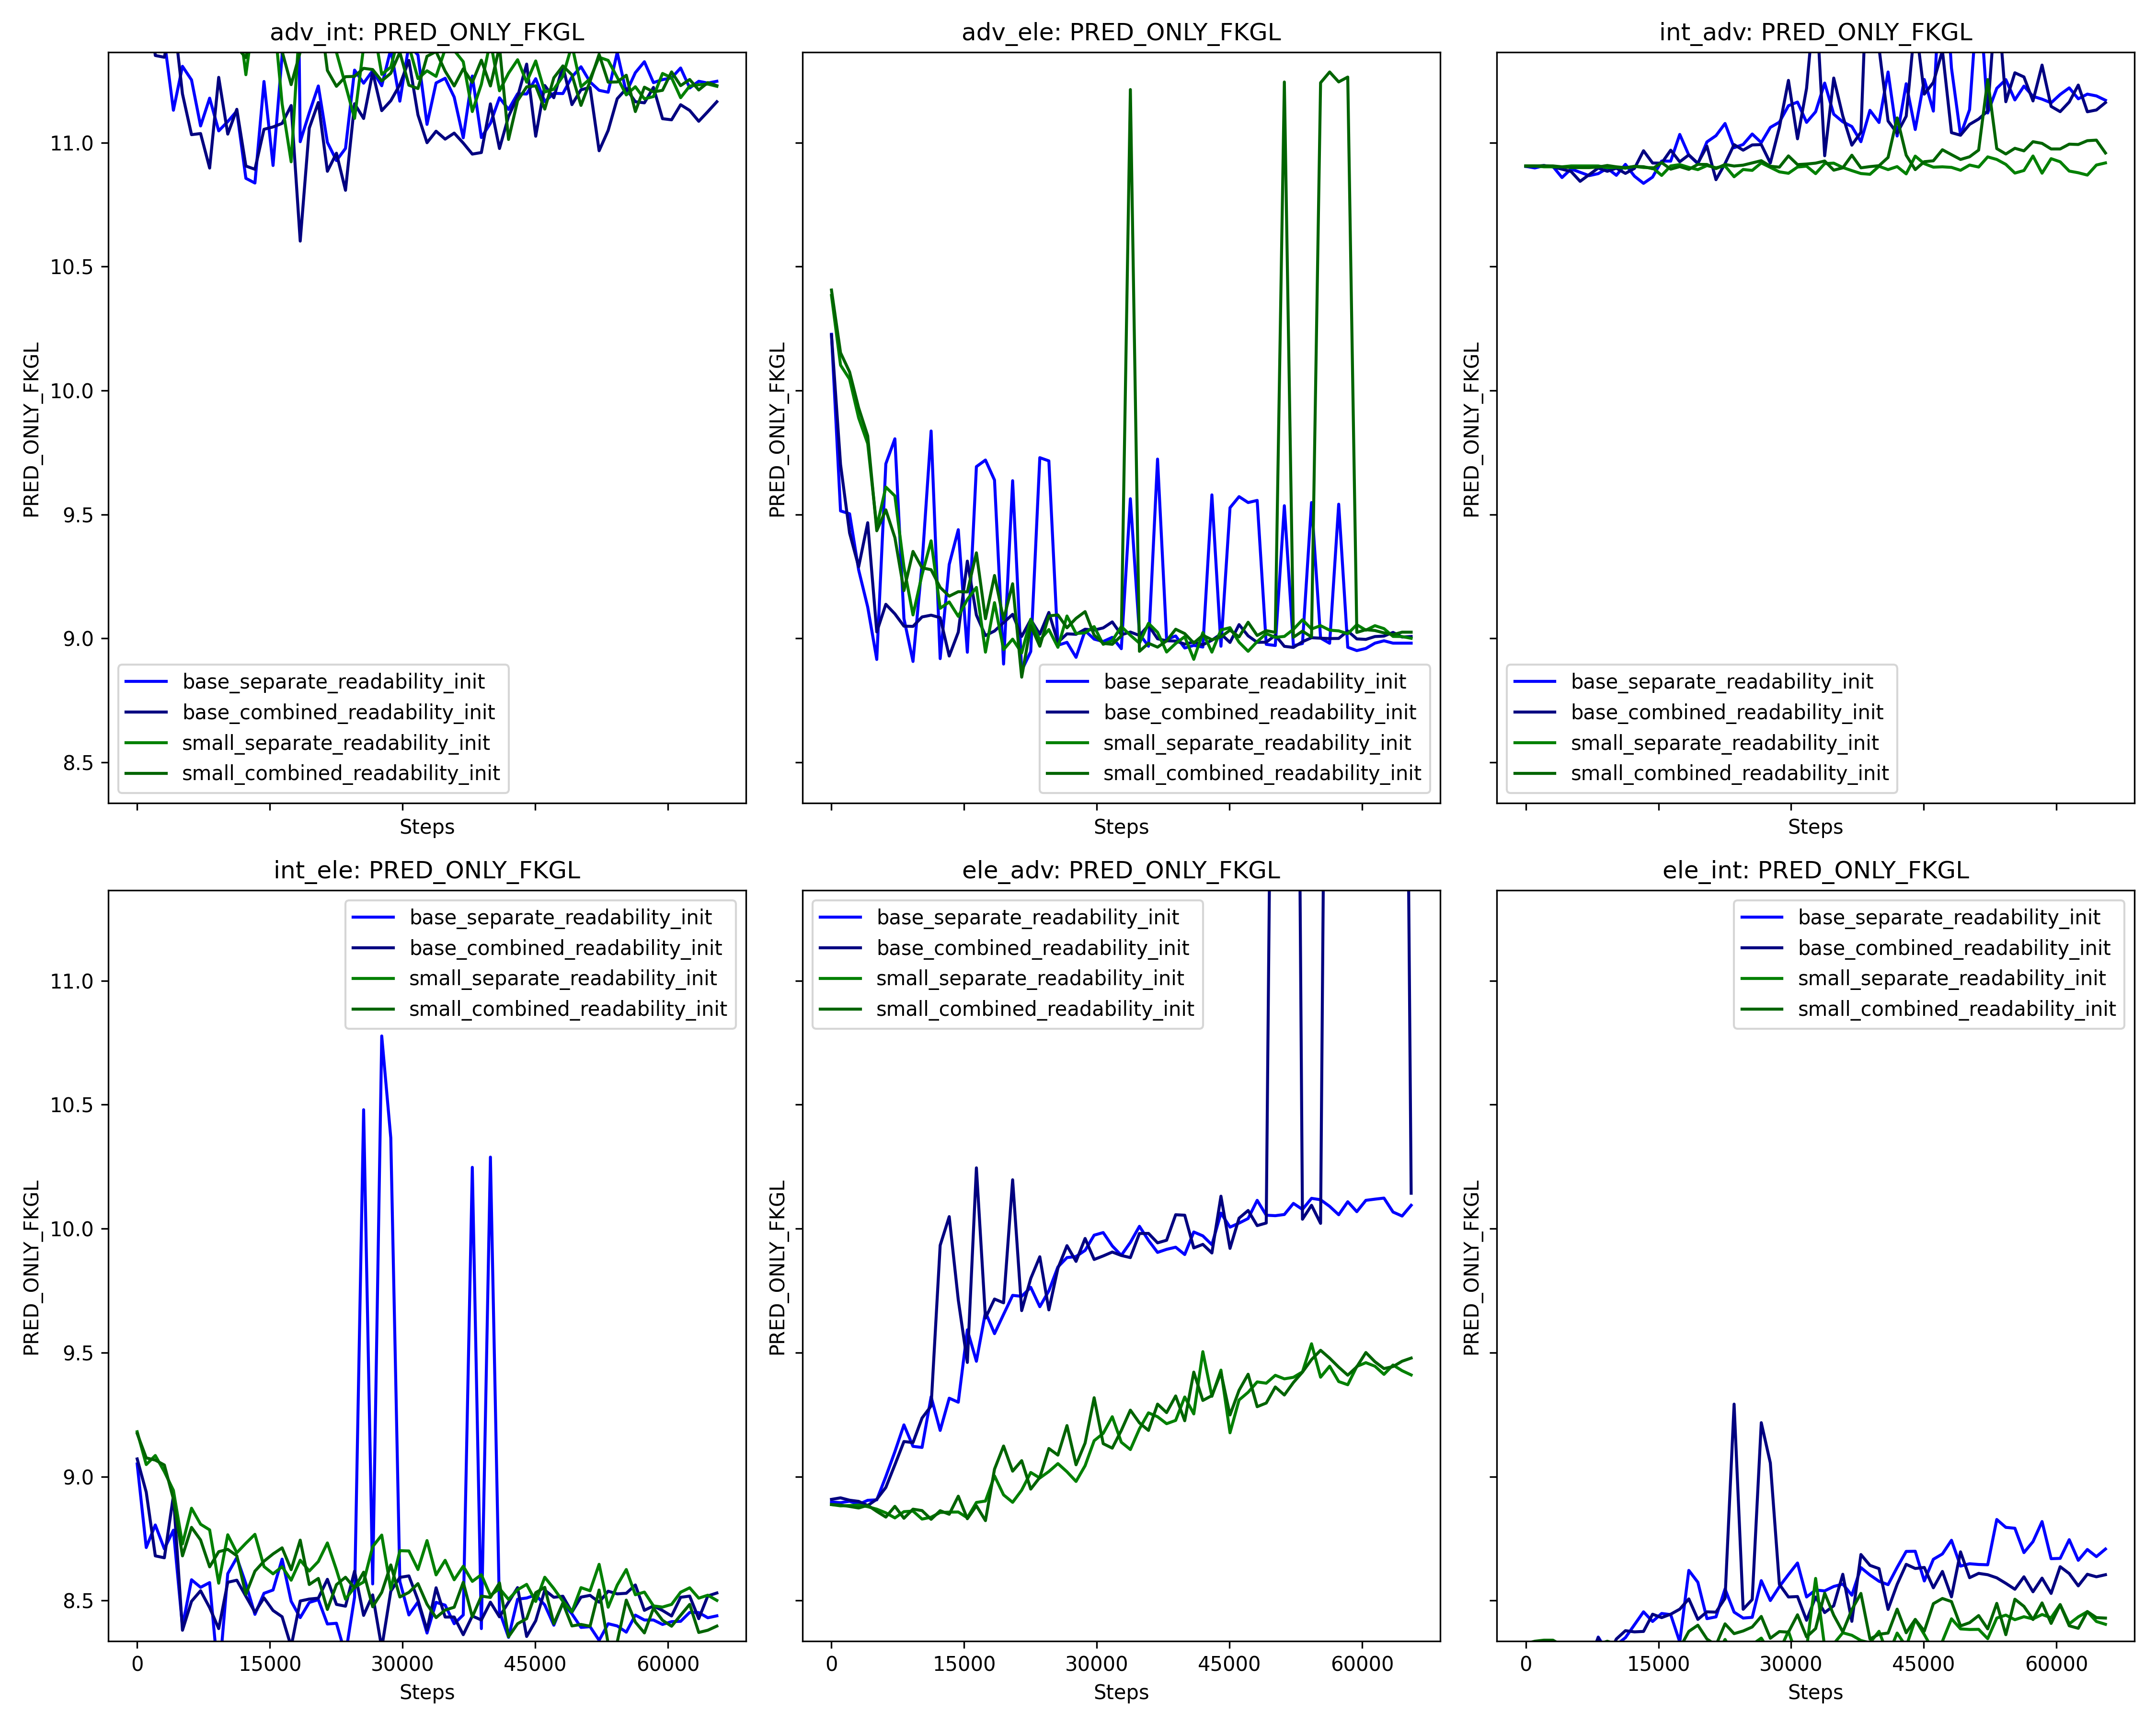 adv_int: PRED_ONLY_FKGL
PRED_ONLY_FKGL
11.0
10.5
10.0
9.5
9.0
8.5
base_separate_readability_init
base_combined_readability_init
small_separate_readability_init
small_combined_readability_init
Steps
adv_ele: PRED_ONLY_FKGL
PRED_ONLY_FKGL
base_separate_readability_init
base_combined_readability_init
small_separate_readability_init
small_combined_readability_init
Steps
int_adv: PRED_ONLY_FKGL
PRED_ONLY_FKGL
base_separate_readability_init
base_combined_readability_init
small_separate_readability_init
small_combined_readability_init
Steps
int_ele: PRED_ONLY_FKGL
PRED_ONLY_FKGL
11.0
10.5
10.0
9.5
9.0
8.5
base_separate_readability_init
base_combined_readability_init
small_separate_readability_init
small_combined_readability_init
0 15000 30000 45000 60000
Steps
ele_adv: PRED_ONLY_FKGL
PRED_ONLY_FKGL
base_separate_readability_init
base_combined_readability_init
small_separate_readability_init
small_combined_readability_init
0 15000 30000 45000 60000
Steps
ele_int: PRED_ONLY_FKGL
PRED_ONLY_FKGL
base_separate_readability_init
base_combined_readability_init
small_separate_readability_init
small_combined_readability_init
0 15000 30000 45000 60000
Steps